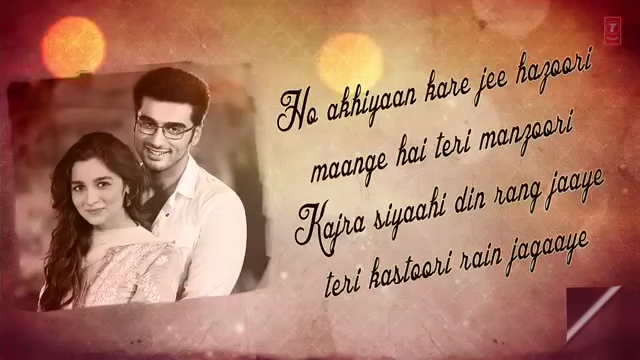 Ho akhiyaan kare jee hazoori
maange hai teri manzoori
Kajra siyaahi din rang jaaye
teri kastoori rain jagaaye